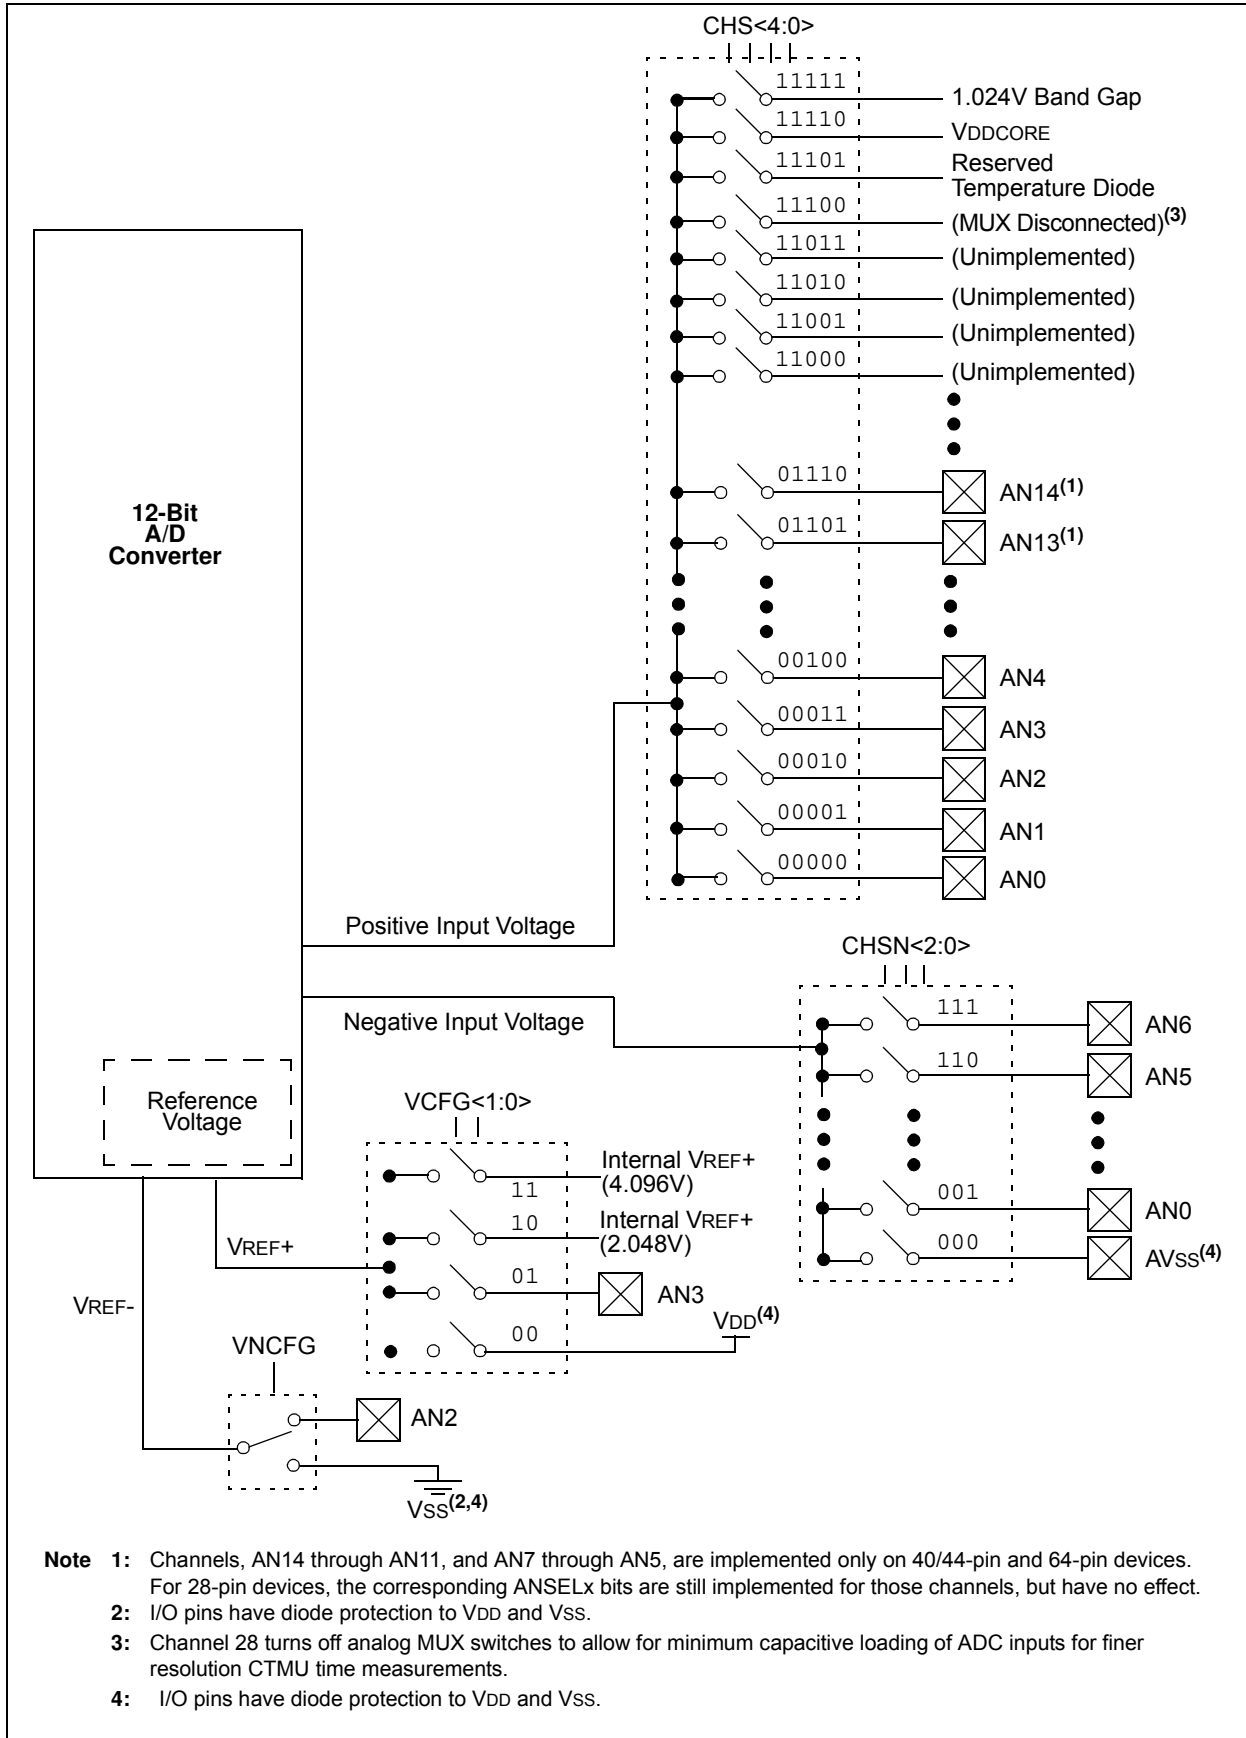 CHS<4:0>
11111
1.024V Band Gap
11110
VDDCORE
11101
Reserved
Temperature Diode
11100
(MUX Disconnected)(3)
11011
(Unimplemented)
11010
(Unimplemented)
11001
(Unimplemented)
11000
(Unimplemented)
01110
AN14(1)
12-Bit
A/D
Converter
01101
AN13(1)
00100
AN4
00011
AN3
00010
AN2
00001
AN1
00000
AN0
Positive Input Voltage
CHSN<2:0>
111
AN6
Negative Input Voltage
110
AN5
Reference
Voltage
VCFG<1:0>
Internal VREF+
(4.096V)
11
001
AN0
10
Internal VREF+
(2.048V)
VREF+
000
AVSS(4)
01
AN3
VREF-
VDD(4)
00
VNCFG
AN2
VSS(2,4)
Note 1: Channels, AN14 through AN11, and AN7 through AN5, are implemented only on 40/44-pin and 64-pin devices.
For 28-pin devices, the corresponding ANSELx bits are still implemented for those channels, but have no effect.
2: I/O pins have diode protection to VDD and VSS.
3: Channel 28 turns off analog MUX switches to allow for minimum capacitive loading of ADC inputs for finer
resolution CTMU time measurements.
4: I/O pins have diode protection to VDD and VSS.